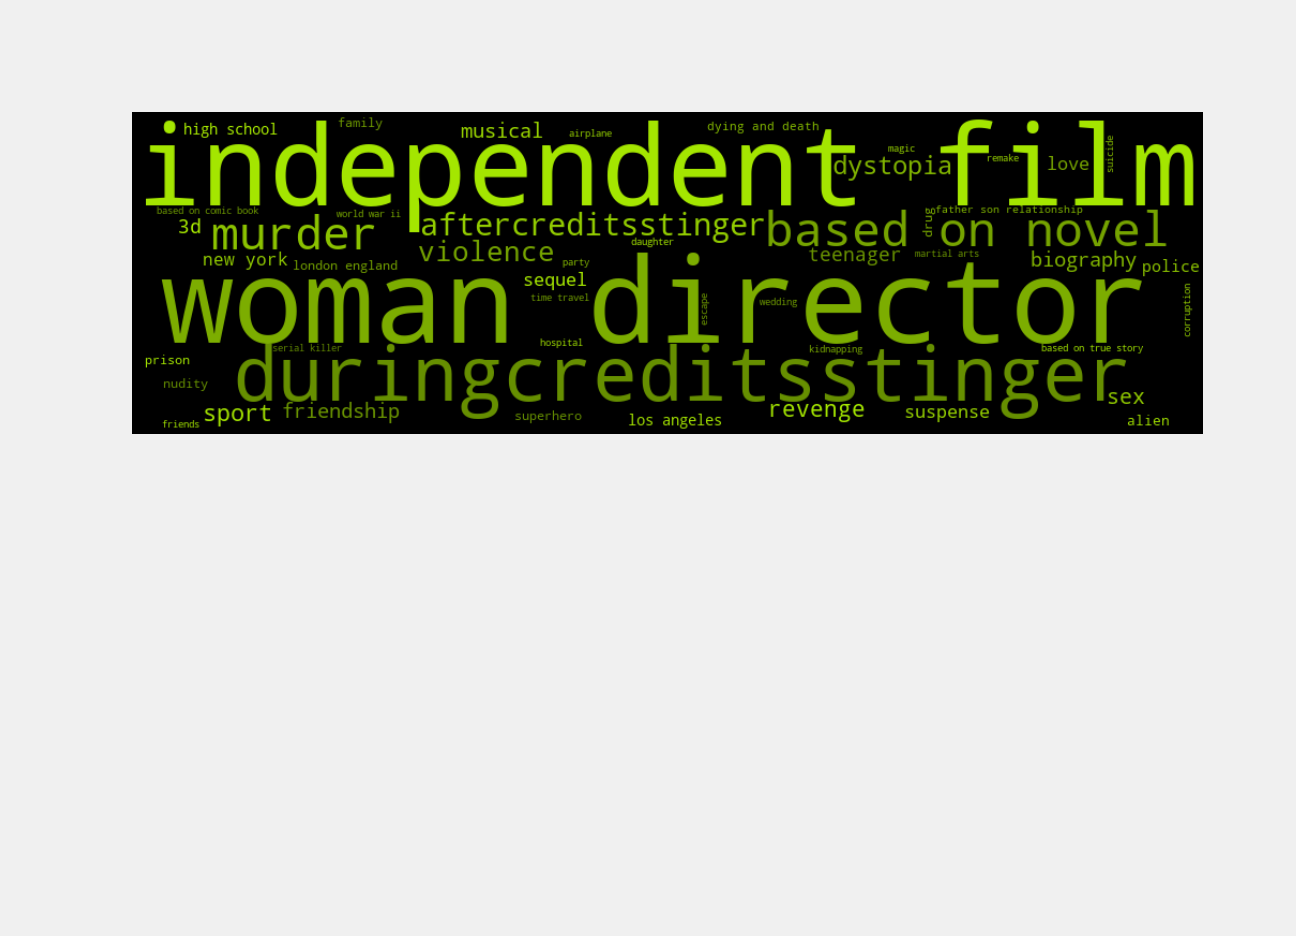 high school
family
musical
airplane
dying and death
independent film
magic
remake
suicide
dystopia
love
based on comic book
world war ii
father son relationship
drug
3d
murder
aftercreditsstinger
based on novel
daughter
violence
teenager
martial arts
new york
london england
party
biography
police
sequel
time travel
escape
wedding
corruption
woman director
serial killer
hospital
kidnapping
based on true story
prison
duringcreditsstinger
nudity
sport
friendship
superhero
los angeles
revenge
suspense
sex
friends
alien